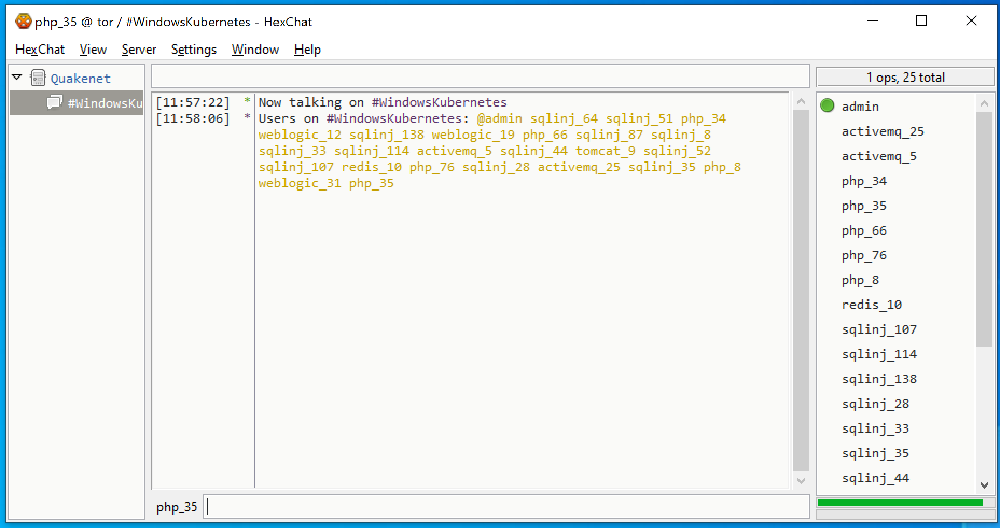 php_35 @ tor / #WindowsKubernetes - HexChat
HexChat View Server Settings Window Help
Quakenet
#WindowsKu
[11:57:22] * Now talking on #WindowsKubernetes
[11:58:06] * Users on #WindowsKubernetes: @admin sqlinj_64 sqlinj_51 php_34
weblogic_12 sqlinj_138 weblogic_19 php_66 sqlinj_87 sqlinj_8
sqlinj_33 sqlinj_114 activemq_5 sqlinj_44 tomcat_9 sqlinj_52
sqlinj_107 redis_10 php_76 sqlinj_28 activemq_25 sqlinj_35 php_8
weblogic_31 php_35
php_35
1 ops, 25 total
admin
activemq_25
activemq_5
php_34
php_35
php_66
php_76
php_8
redis_10
sqlinj_107
sqlinj_114
sqlinj_138
sqlinj_28
sqlinj_33
sqlinj_35
sqlinj_44